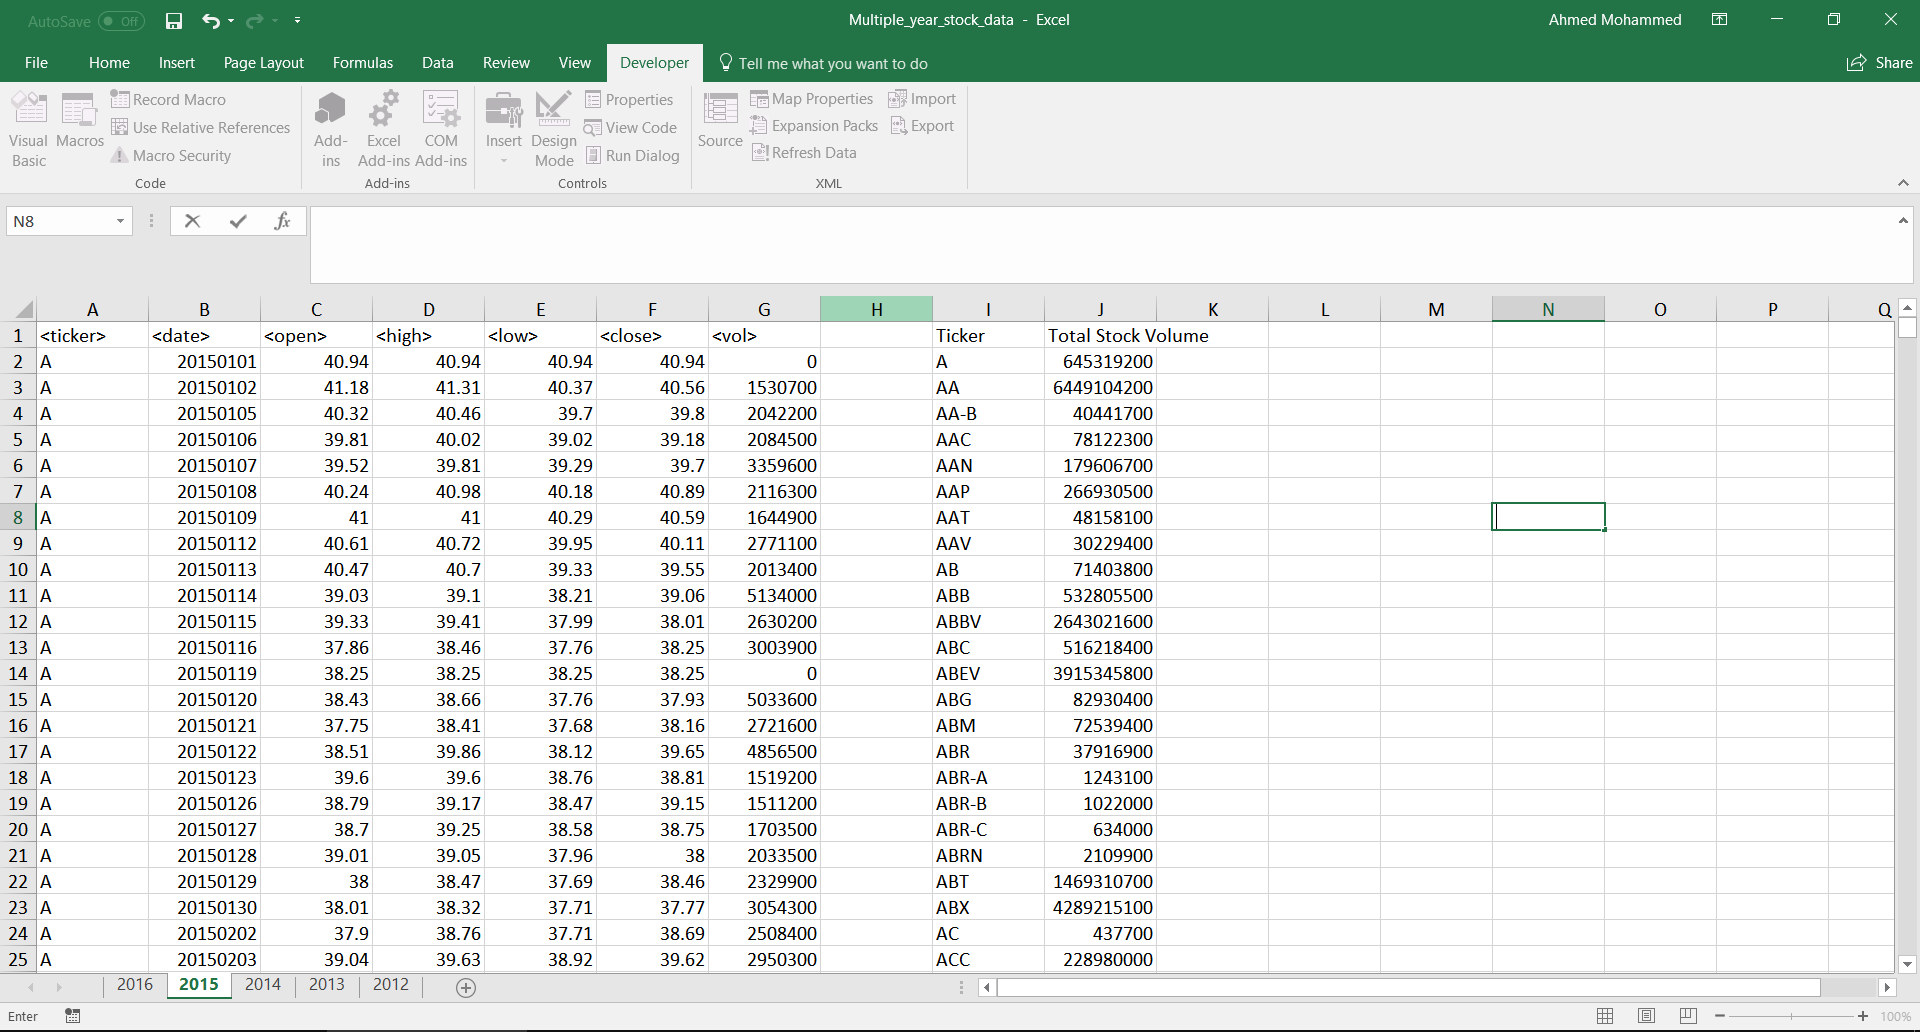 AutoSave Off Multiple_year_stock_data - Excel Ahmed Mohammed
File Home Insert Page Layout Formulas Data Review View Developer Tell me what you want to do Share
Visual Basic
Macros
Record Macro
Use Relative References
Macro Security
Code
Add-ins
Excel Add-ins
COM Add-ins
Add-ins
Insert
Design Mode
Properties
View Code
Run Dialog
Controls
Source
Map Properties
Expansion Packs
Refresh Data
Import
Export
XML
N8 fx
A B C D E F G H I J K L M N O P Q
1 <ticker> <date> <open> <high> <low> <close> <vol> Ticker Total Stock Volume
2 A 20150101 40.94 40.94 40.94 40.94 0 A 645319200
3 A 20150102 41.18 41.31 40.37 40.56 1530700 AA 6449104200
4 A 20150105 40.32 40.46 39.7 39.8 2042200 AA-B 40441700
5 A 20150106 39.81 40.02 39.02 39.18 2084500 AAC 78122300
6 A 20150107 39.52 39.81 39.29 39.7 3359600 AAN 179606700
7 A 20150108 40.24 40.98 40.18 40.89 2116300 AAP 266930500
8 A 20150109 41 41 40.29 40.59 1644900 AAT 48158100
9 A 20150112 40.61 40.72 39.95 40.11 2771100 AAV 30229400
10 A 20150113 40.47 40.7 39.33 39.55 2013400 AB 71403800
11 A 20150114 39.03 39.1 38.21 39.06 5134000 ABB 532805500
12 A 20150115 39.33 39.41 37.99 38.01 2630200 ABBV 2643021600
13 A 20150116 37.86 38.46 37.76 38.25 3003900 ABC 516218400
14 A 20150119 38.25 38.25 38.25 38.25 0 ABEV 3915345800
15 A 20150120 38.43 38.66 37.76 37.93 5033600 ABG 82930400
16 A 20150121 37.75 38.41 37.68 38.16 2721600 ABM 72539400
17 A 20150122 38.51 39.86 38.12 39.65 4856500 ABR 37916900
18 A 20150123 39.6 39.6 38.76 38.81 1519200 ABR-A 1243100
19 A 20150126 38.79 39.17 38.47 39.15 1511200 ABR-B 1022000
20 A 20150127 38.7 39.25 38.58 38.75 1703500 ABR-C 634000
21 A 20150128 39.01 39.05 37.96 38 2033500 ABRN 2109900
22 A 20150129 38 38.47 37.69 38.46 2329900 ABT 1469310700
23 A 20150130 38.01 38.32 37.71 37.77 3054300 ABX 4289215100
24 A 20150202 37.9 38.76 37.71 38.69 2508400 AC 437700
25 A 20150203 39.04 39.63 38.92 39.62 2950300 ACC 228980000
2016 2015 2014 2013 2012
Enter 100%